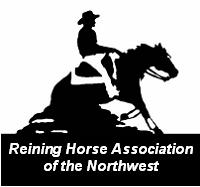 Reining Horse Association
of the Northwest